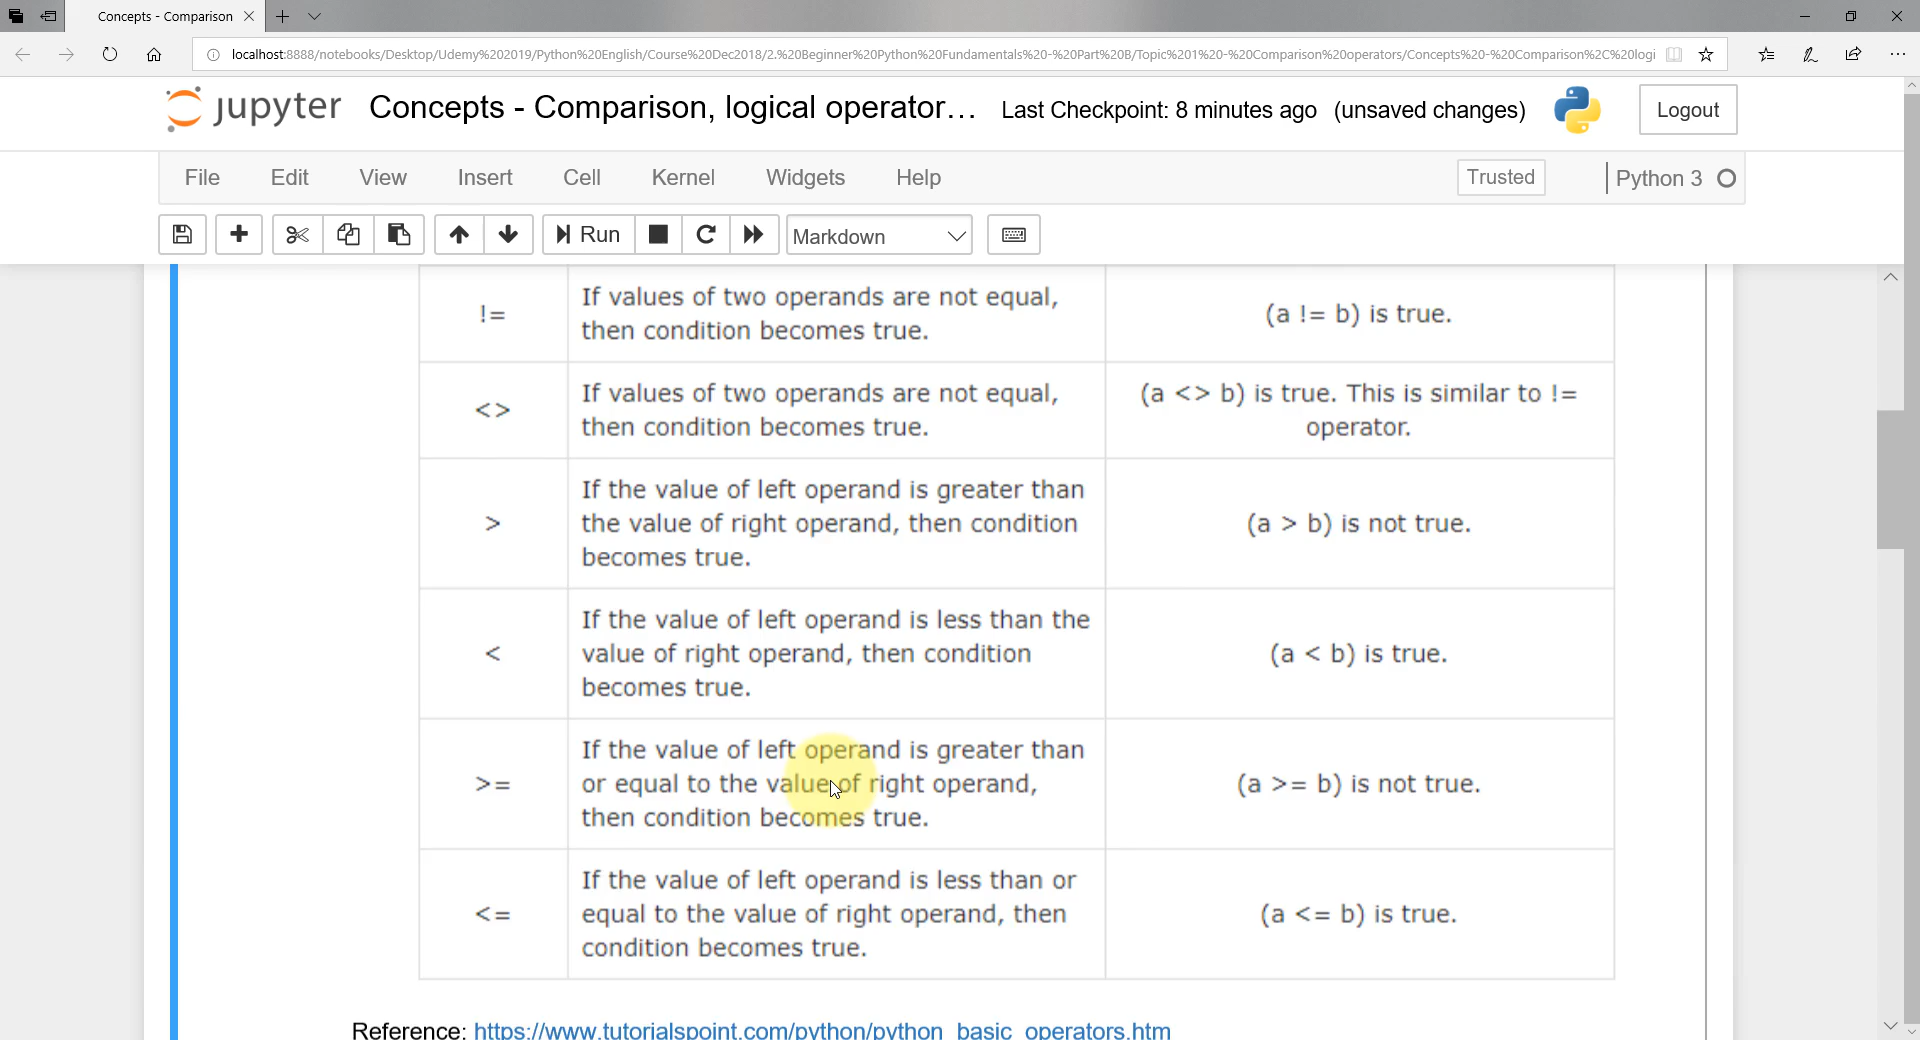 Concepts - Comparison
localhost:8888/notebooks/Desktop/Udemy%202019/Python%20English/Course%20Dec2018/2.%20Beginner%20Python%20Fundamentals%20-%20Part%20B/Topic%201%20-%20Comparison%20operators/Concepts%20-%20Comparison%2C%20logi
jupyter Concepts - Comparison, logical operator... Last Checkpoint: 8 minutes ago (unsaved changes) Logout
File Edit View Insert Cell Kernel Widgets Help Trusted Python 3
Run Markdown
!=
If values of two operands are not equal,
then condition becomes true.
(a != b) is true.
<>
If values of two operands are not equal,
then condition becomes true.
(a <> b) is true. This is similar to !=
operator.
>
If the value of left operand is greater than
the value of right operand, then condition
becomes true.
(a > b) is not true.
<
If the value of left operand is less than the
value of right operand, then condition
becomes true.
(a < b) is true.
>=
If the value of left operand is greater than
or equal to the value of right operand,
then condition becomes true.
(a >= b) is not true.
<=
If the value of left operand is less than or
equal to the value of right operand, then
condition becomes true.
(a <= b) is true.
Reference: https://www.tutorialspoint.com/python/python_basic_operators.htm